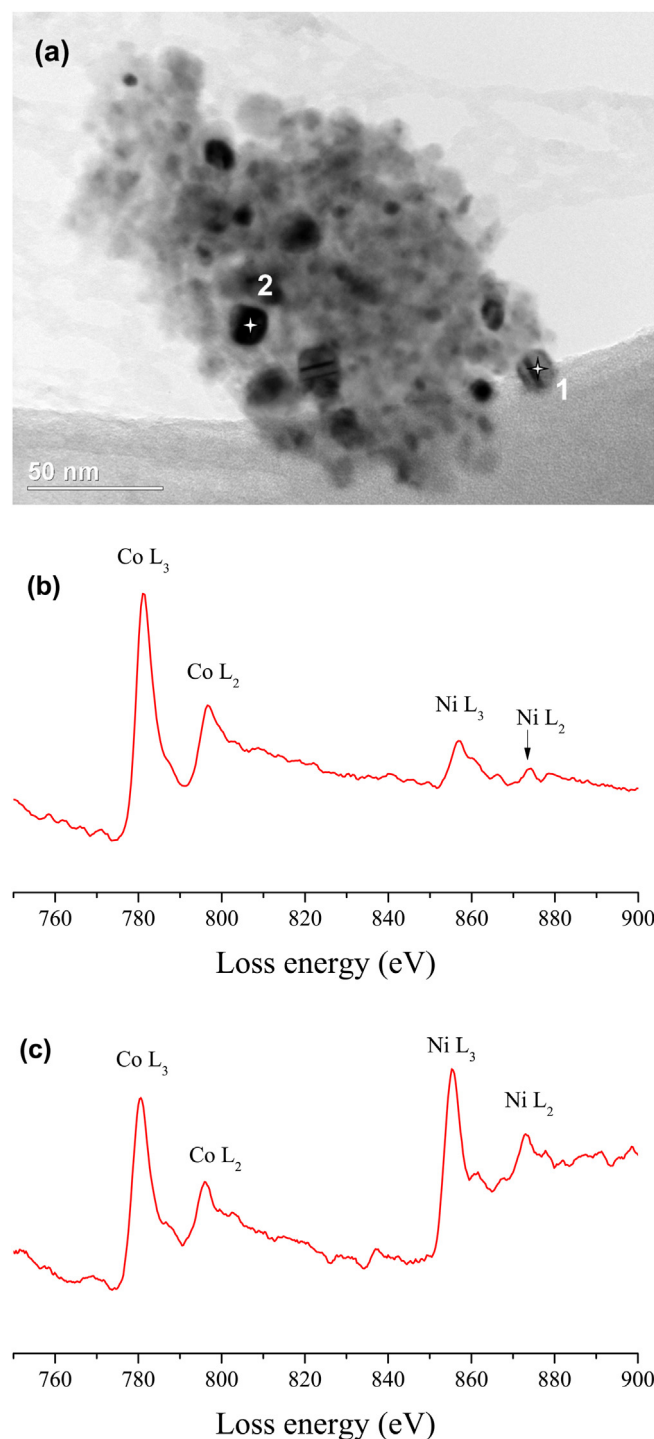 (a)
2
1
50 nm
(b)
Co L₃
Co L₂
Ni L₃
Ni L₂
760 780 800 820 840 860 880 900
Loss energy (eV)
(c)
Co L₃
Co L₂
Ni L₃
Ni L₂
760 780 800 820 840 860 880 900
Loss energy (eV)